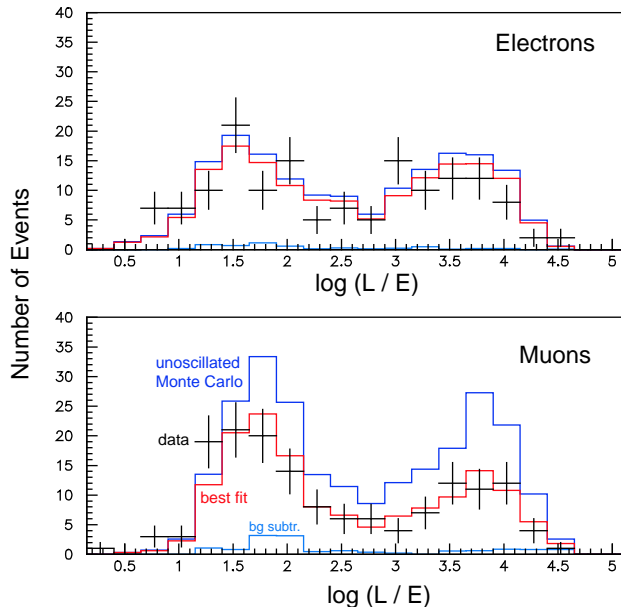 40
35
30
25
20
15
10
5
0
Electrons
0.5 1 1.5 2 2.5 3 3.5 4 4.5 5
log (L / E)
Number of Events
40
35
30
25
20
15
10
5
0
Muons
unoscillated
Monte Carlo
data
best fit
bg subtr.
0.5 1 1.5 2 2.5 3 3.5 4 4.5 5
log (L / E)